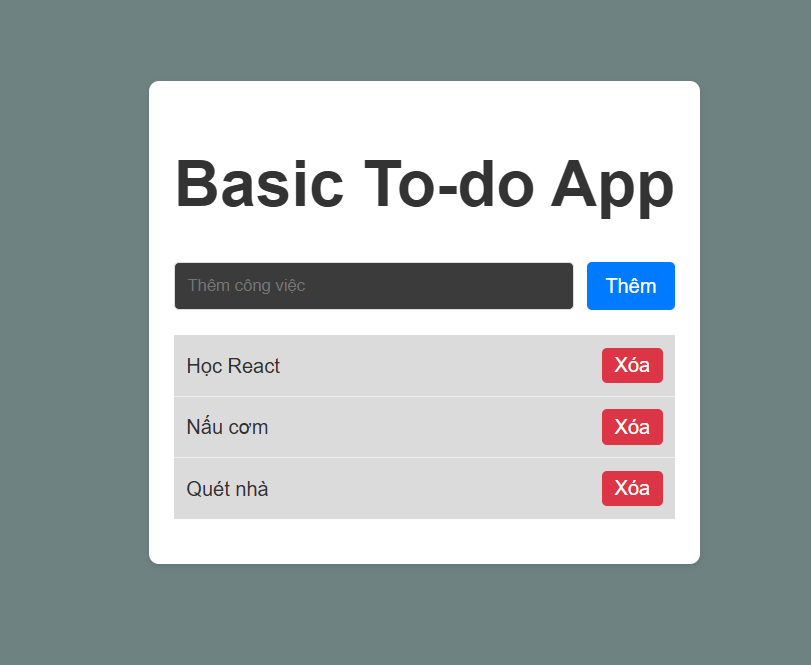 Basic To-do App
Thêm công việc
Thêm
Học React
Xóa
Nấu cơm
Xóa
Quét nhà
Xóa